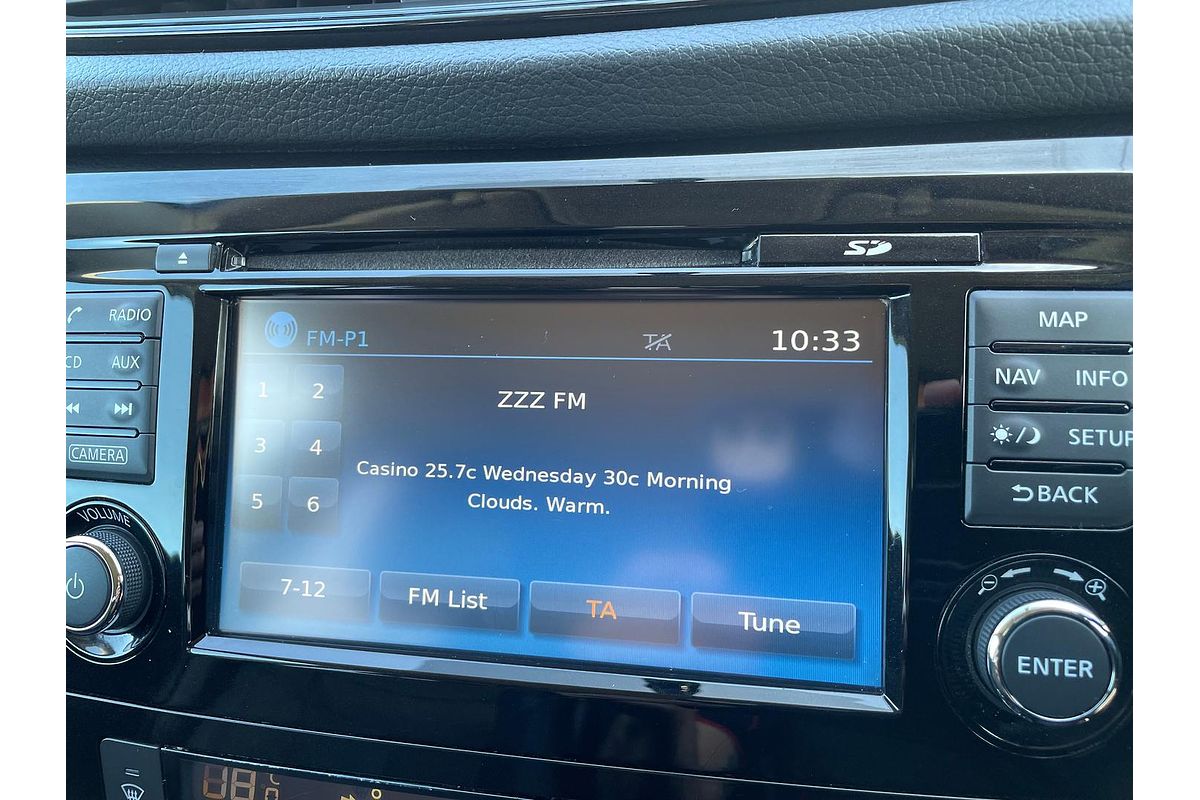 SD
RADIO
CD AUX
CAMERA
VOLUME
FM-P1 TA 10:33
1 2
3 4
5 6
ZZZ FM
Casino 25.7c Wednesday 30c Morning
Clouds. Warm.
7-12 FM List TA Tune
MAP
NAV INFO
SETUP
BACK
ENTER